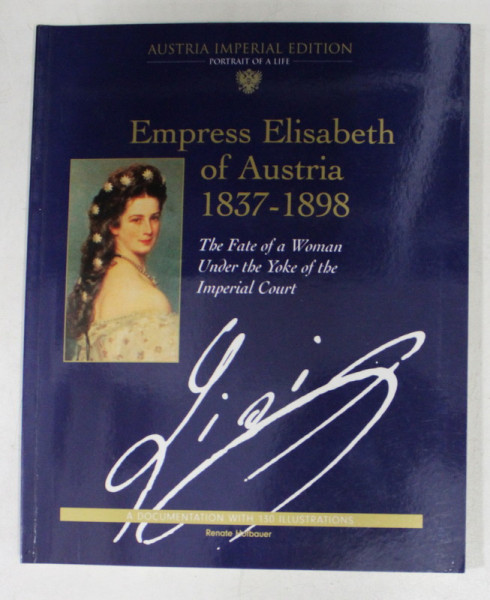 AUSTRIA IMPERIAL EDITION
PORTRAIT OF A LIFE
Empress Elisabeth
of Austria
1837-1898
The Fate of a Woman
Under the Yoke of the
Imperial Court
A DOCUMENTATION WITH 150 ILLUSTRATIONS
Renate Hofbauer